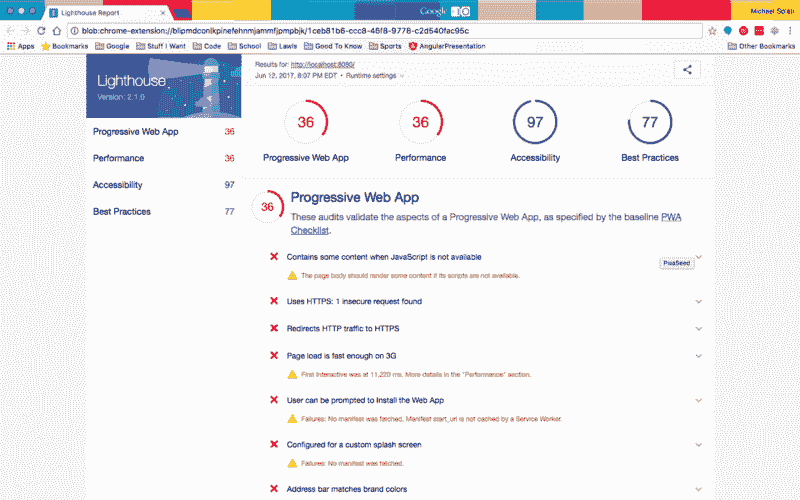 Lighthouse Report
Google I/O
blob:chrome-extension://blipmdconlkpinefehnmjammfjpmpbjk/1ceb81b6-ccc8-46f8-9778-c2d540fac95c
Apps Bookmarks Google Stuff I Want Code School Lawlx Good To Know Sports AngularPresentation Other Bookmarks
Lighthouse
Version: 2.1.0
Results for: http://localhost:8080/
Jun 12, 2017, 8:07 PM EDT • Runtime settings
Progressive Web App 36
Performance 36
Accessibility 97
Best Practices 77
36 36 97 77
Progressive Web App Performance Accessibility Best Practices
36
Progressive Web App
These audits validate the aspects of a Progressive Web App, as specified by the baseline PWA
Checklist.
Contains some content when JavaScript is not available
PwaSeed
The page body should render some content if its scripts are not available.
Uses HTTPS: 1 insecure request found
Redirects HTTP traffic to HTTPS
Page load is fast enough on 3G
First Interactive was at 11,220 ms. More details in the "Performance" section.
User can be prompted to Install the Web App
Failures: No manifest was fetched, Manifest start_url is not cached by a Service Worker.
Configured for a custom splash screen
Failures: No manifest was fetched.
Address bar matches brand colors